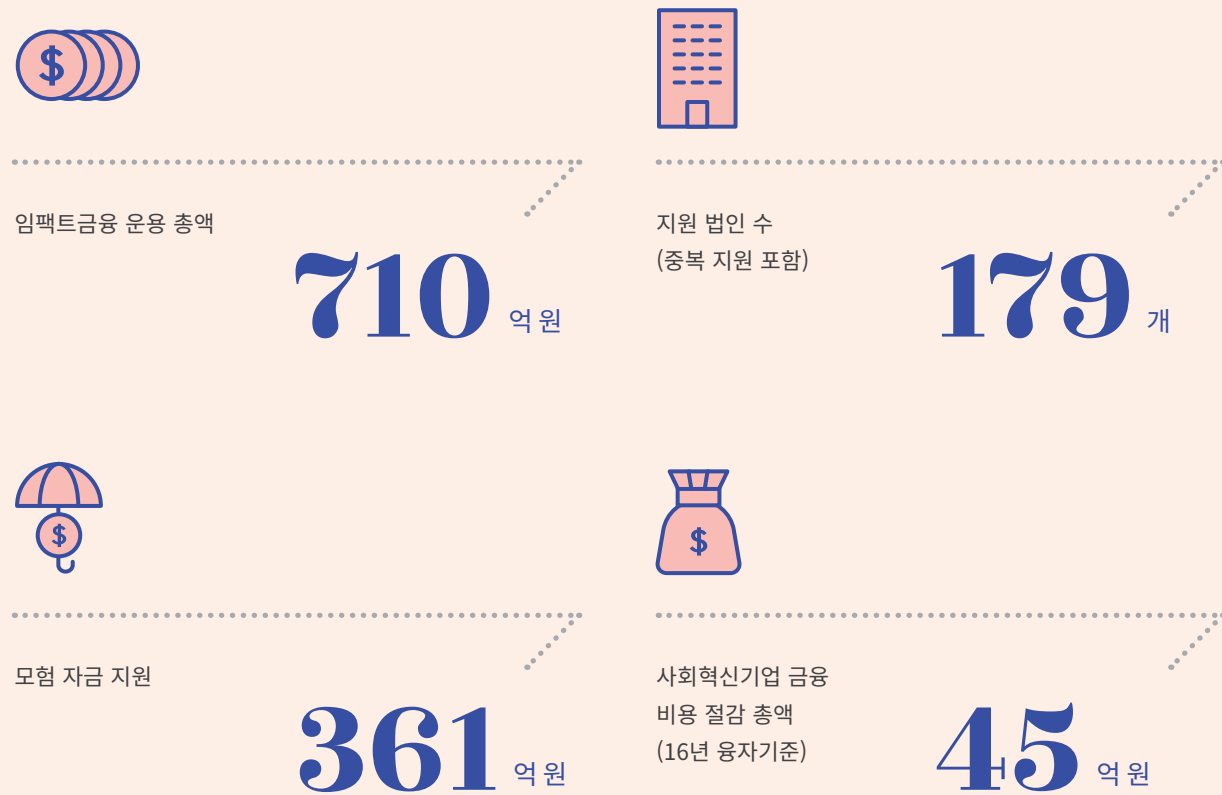 임팩트금융 운용 총액
710 억 원
지원 법인 수
(중복 지원 포함)
179 개
모험 자금 지원
361 억 원
사회혁신기업 금융
비용 절감 총액
(16년 융자기준)
45 억 원